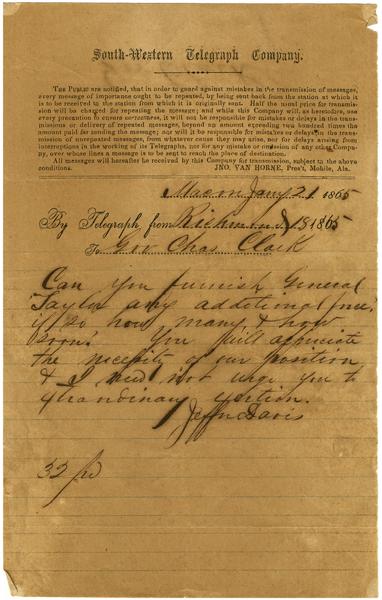 South-Western Telegraph Company.
THE PUBLIC are notified, that in order to guard against mistakes in the transmission of messages,
every message of importance ought to be repeated, by being sent back from the station at which it
is to be received to the station from which it is originally sent. Half the usual price for transmis-
sion will be charged for repeating the message; and while this Company will, as heretofore, use
every precaution to ensure correctness, it will not be responsible for mistakes or delays in the trans-
missions or delivery of repeated messages, beyond an amount exceeding two hundred times the
amount paid for sending the message; nor will it be responsible for mistakes or delays in the trans-
mission of unrepeated messages, from whatever cause they may arise, nor for delays arising from
interruptions in the working of its Telegraphs, nor for any mistake or omission of any other Compa-
ny, over whose lines a message is to be sent to reach the place of destination.
All messages will hereafter be received by this Company for transmission, subject to the above
conditions.
JNO. VAN HORNE, Pres't, Mobile, Ala.
Macon Jany 21 1865
By Telegraph from Richmond 1865
To Gov Chas Clark
Can you furnish General
Taylor any additional force
if so how many & how
soon. You will appreciate
the necessity of our position
& I need not urge you to
extraordinary exertion.
Jeffn Davis
32 pd